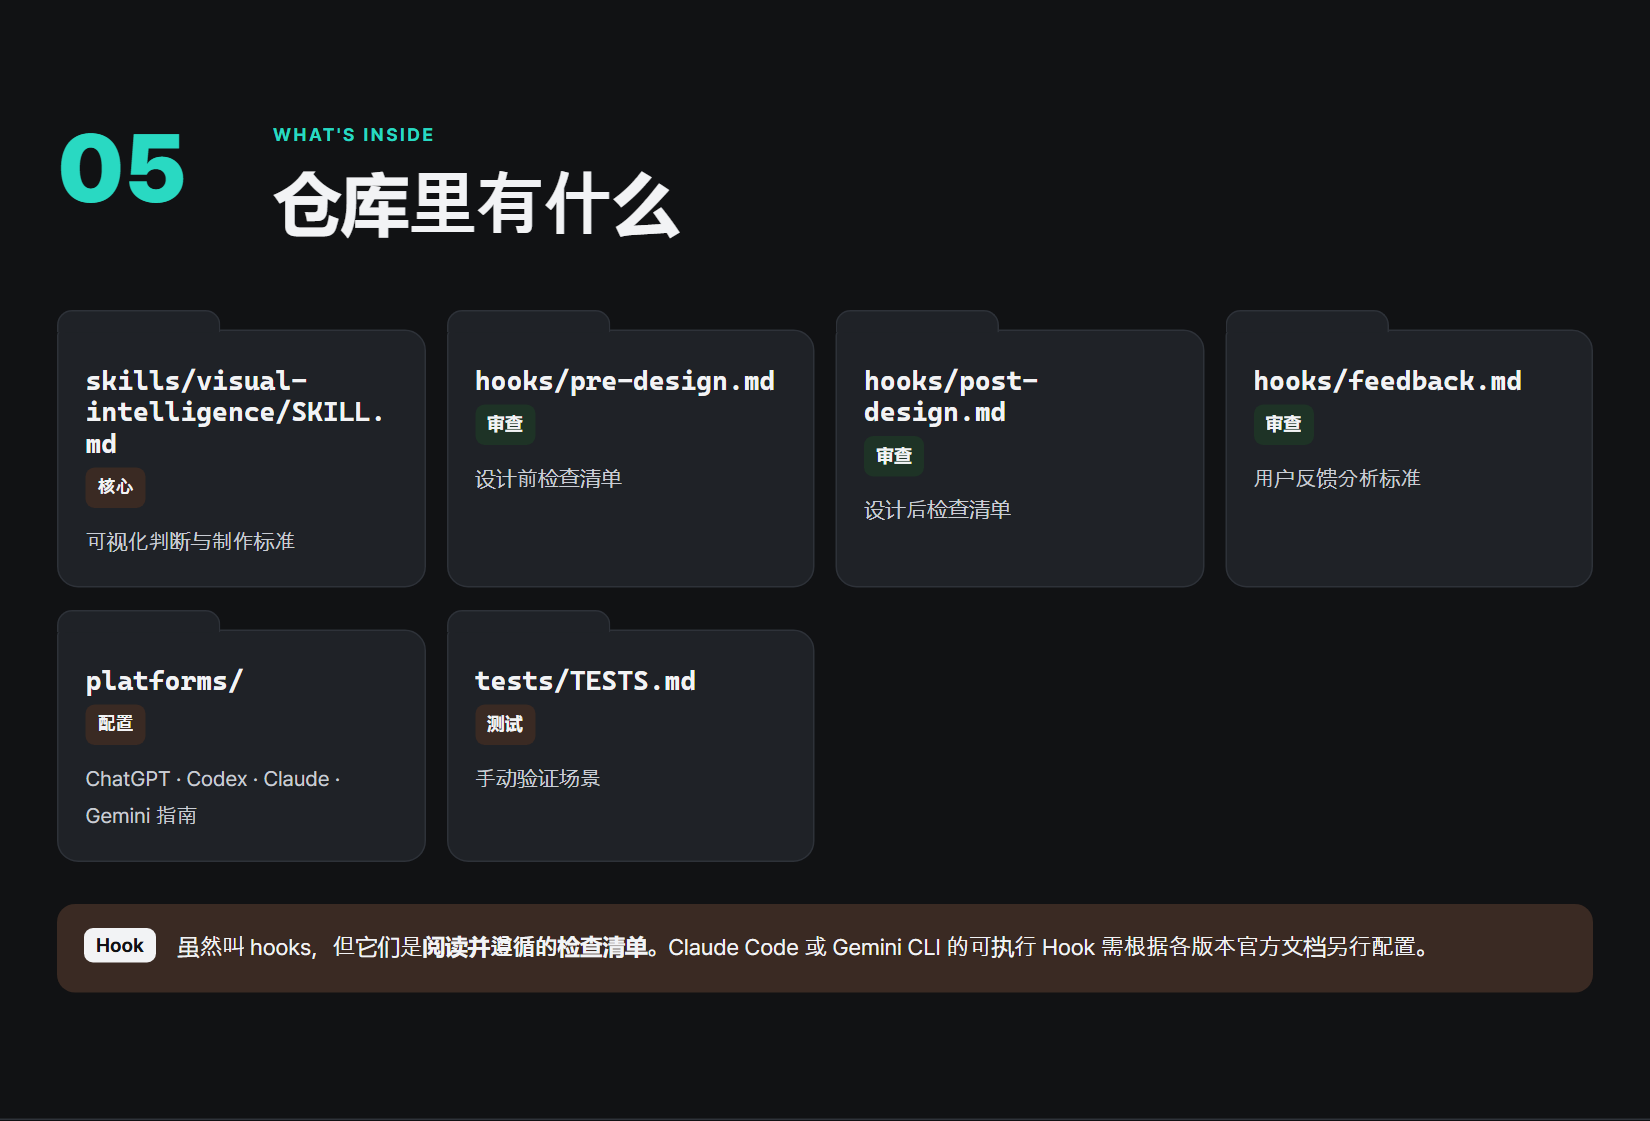 05
WHAT'S INSIDE
仓库里有什么
skills/visual-
intelligence/SKILL.
md
核心
可视化判断与制作标准
hooks/pre-design.md
审查
设计前检查清单
hooks/post-
design.md
审查
设计后检查清单
hooks/feedback.md
审查
用户反馈分析标准
platforms/
配置
ChatGPT · Codex · Claude ·
Gemini 指南
tests/TESTS.md
测试
手动验证场景
Hook 虽然叫 hooks，但它们是阅读并遵循的检查清单。Claude Code 或 Gemini CLI 的可执行 Hook 需根据各版本官方文档另行配置。